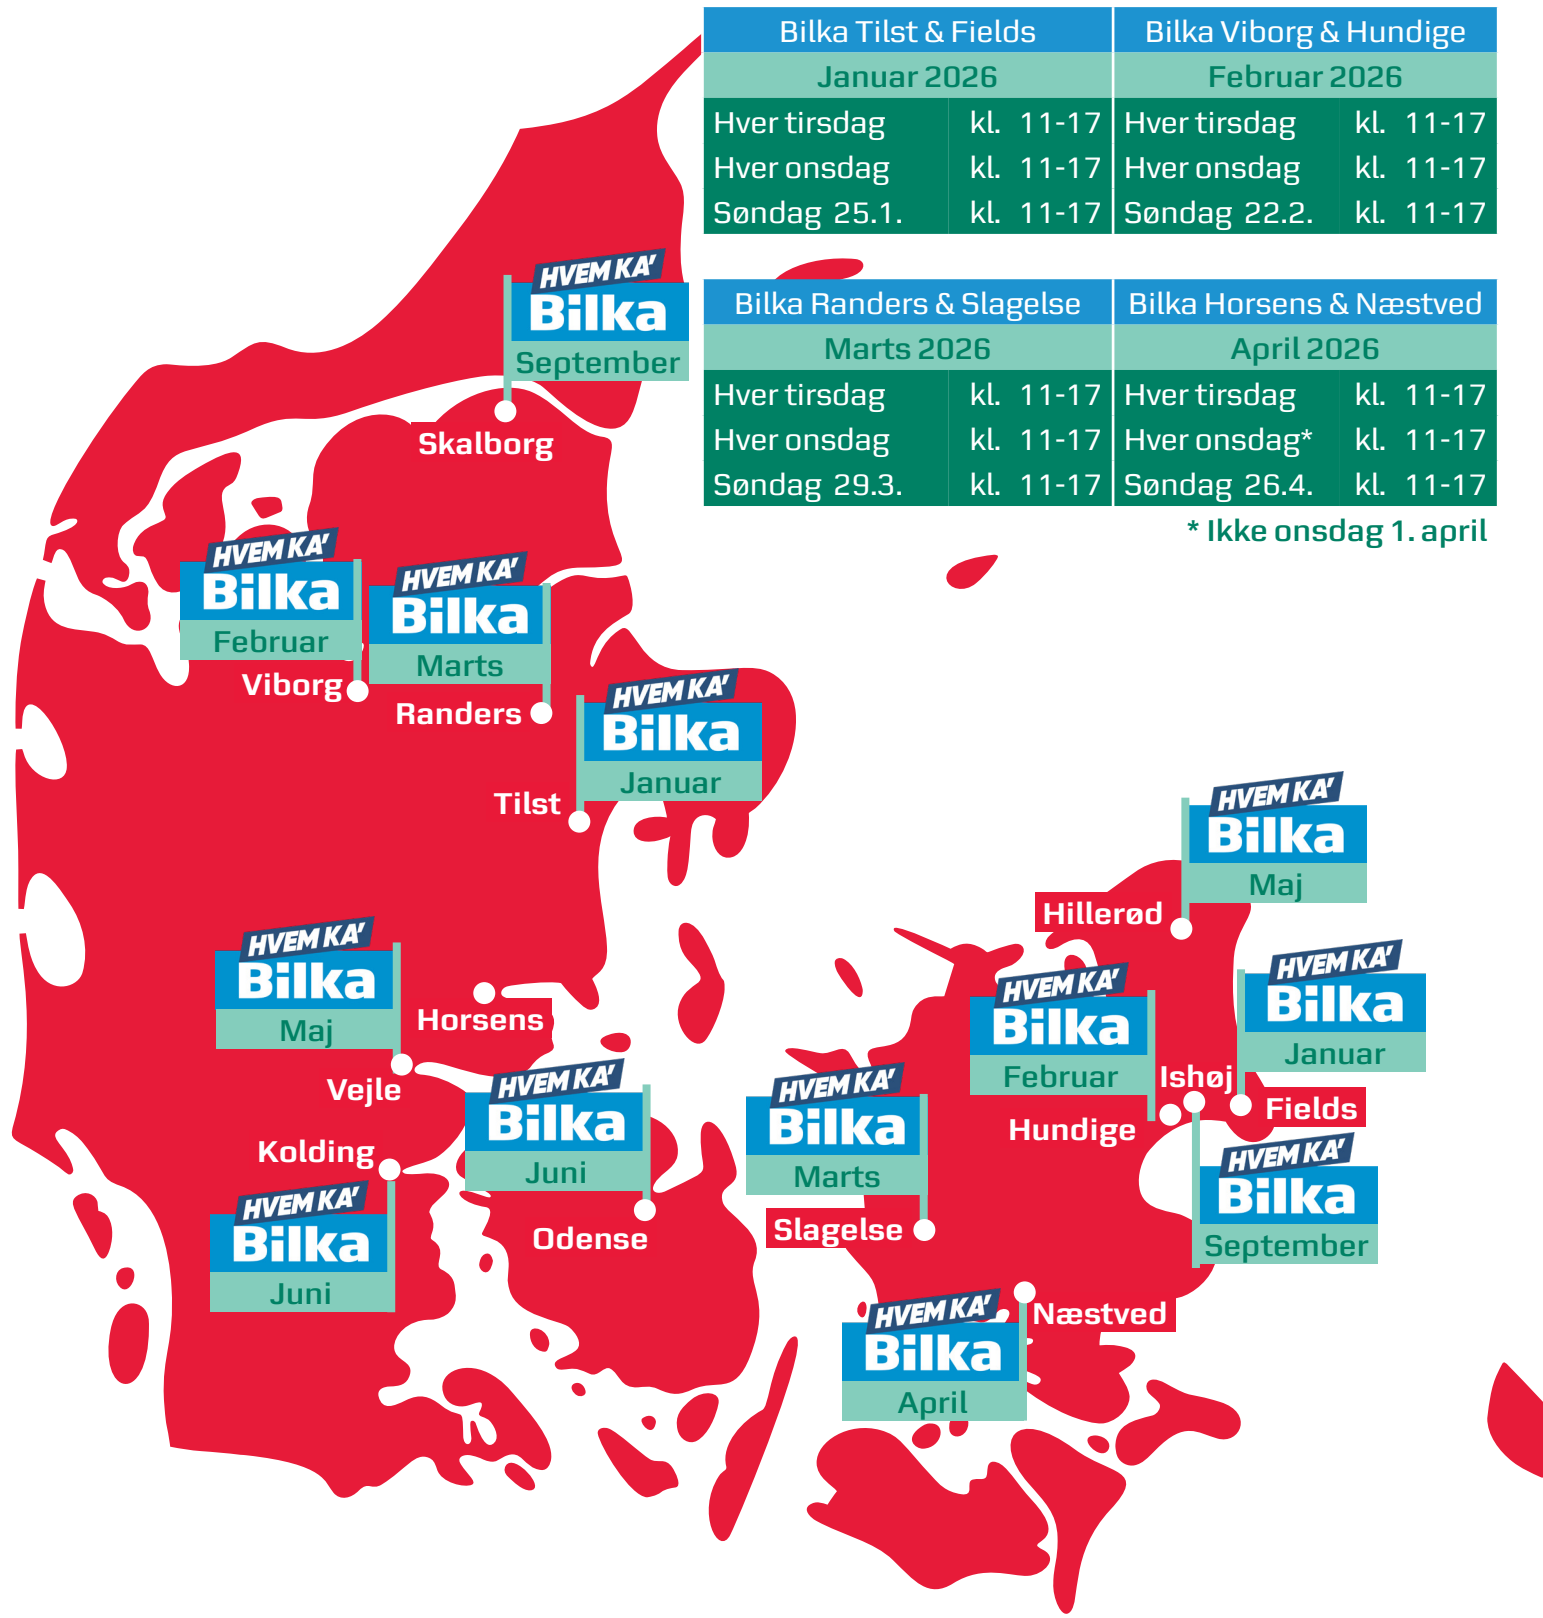 Bilka Tilst & Fields
Januar 2026
Hver tirsdag kl. 11-17
Hver onsdag kl. 11-17
Søndag 25.1. kl. 11-17
Bilka Viborg & Hundige
Februar 2026
Hver tirsdag kl. 11-17
Hver onsdag kl. 11-17
Søndag 22.2. kl. 11-17
Bilka Randers & Slagelse
Marts 2026
Hver tirsdag kl. 11-17
Hver onsdag kl. 11-17
Søndag 29.3. kl. 11-17
Bilka Horsens & Næstved
April 2026
Hver tirsdag kl. 11-17
Hver onsdag* kl. 11-17
Søndag 26.4. kl. 11-17
* Ikke onsdag 1. april
HVEM KA'
Bilka
September
Skalborg
HVEM KA'
Bilka
Februar
Viborg
HVEM KA'
Bilka
Marts
Randers
HVEM KA'
Bilka
Januar
Tilst
HVEM KA'
Bilka
Maj
Hillerød
HVEM KA'
Bilka
Maj
Vejle
Horsens
HVEM KA'
Bilka
Februar
Hundige
HVEM KA'
Bilka
Januar
Fields
Ishøj
HVEM KA'
Bilka
September
HVEM KA'
Bilka
Juni
Odense
HVEM KA'
Bilka
Marts
Slagelse
Kolding
HVEM KA'
Bilka
Juni
Næstved
HVEM KA'
Bilka
April